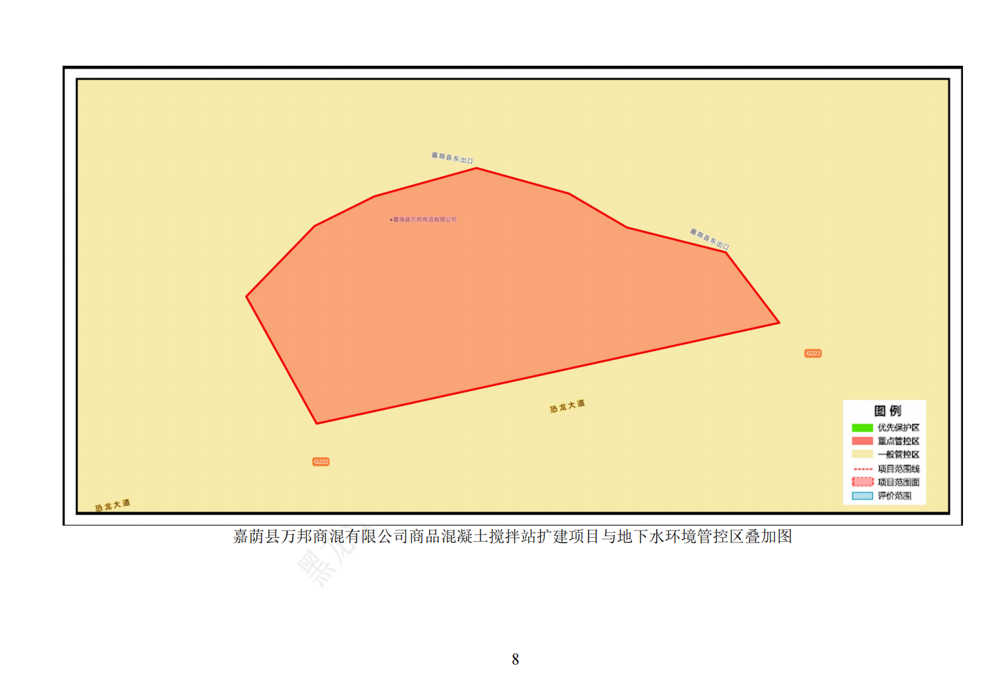 嘉荫县东出口
嘉荫县万邦商混有限公司
嘉荫县东出口
G222
恐龙大道
G222
恐龙大道
图例
优先保护区
重点管控区
一般管控区
项目范围线
项目范围面
评价范围
嘉荫县万邦商混有限公司商品混凝土搅拌站扩建项目与地下水环境管控区叠加图
黑龙
8